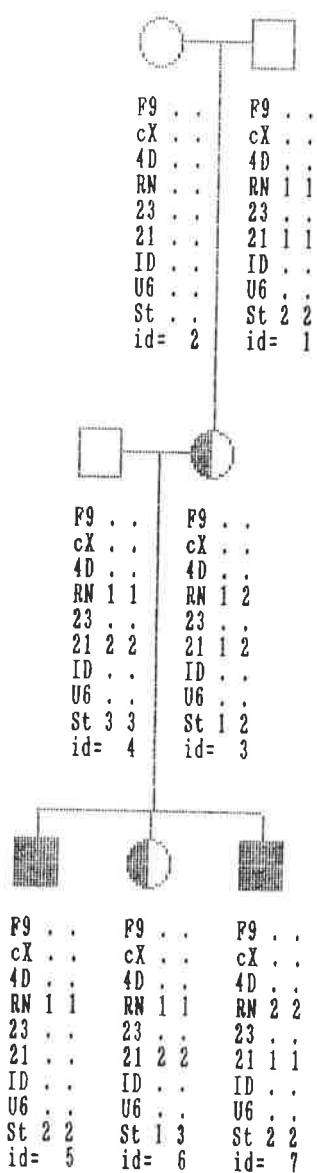 F9 . . F9 . .
cX . . cX . .
4D . . 4D . .
RN . . RN 1 1
23 . . 23 . .
21 . . 21 1 1
ID . . ID . .
U6 . . U6 . .
St . . St 2 2
id= 2 id= 1
F9 . . F9 . .
cX . . cX . .
4D . . 4D . .
RN 1 1 RN 1 2
23 . . 23 . .
21 2 2 21 1 2
ID . . ID . .
U6 . . U6 . .
St 3 3 St 1 2
id= 4 id= 3
F9 . . F9 . . F9 . .
cX . . cX . . cX . .
4D . . 4D . . 4D . .
RN 1 1 RN 1 1 RN 2 2
23 . . 23 . . 23 . .
21 . . 21 2 2 21 1 1
ID . . ID . . ID . .
U6 . . U6 . . U6 . .
St 2 2 St 1 3 St 2 2
id= 5 id= 6 id= 7